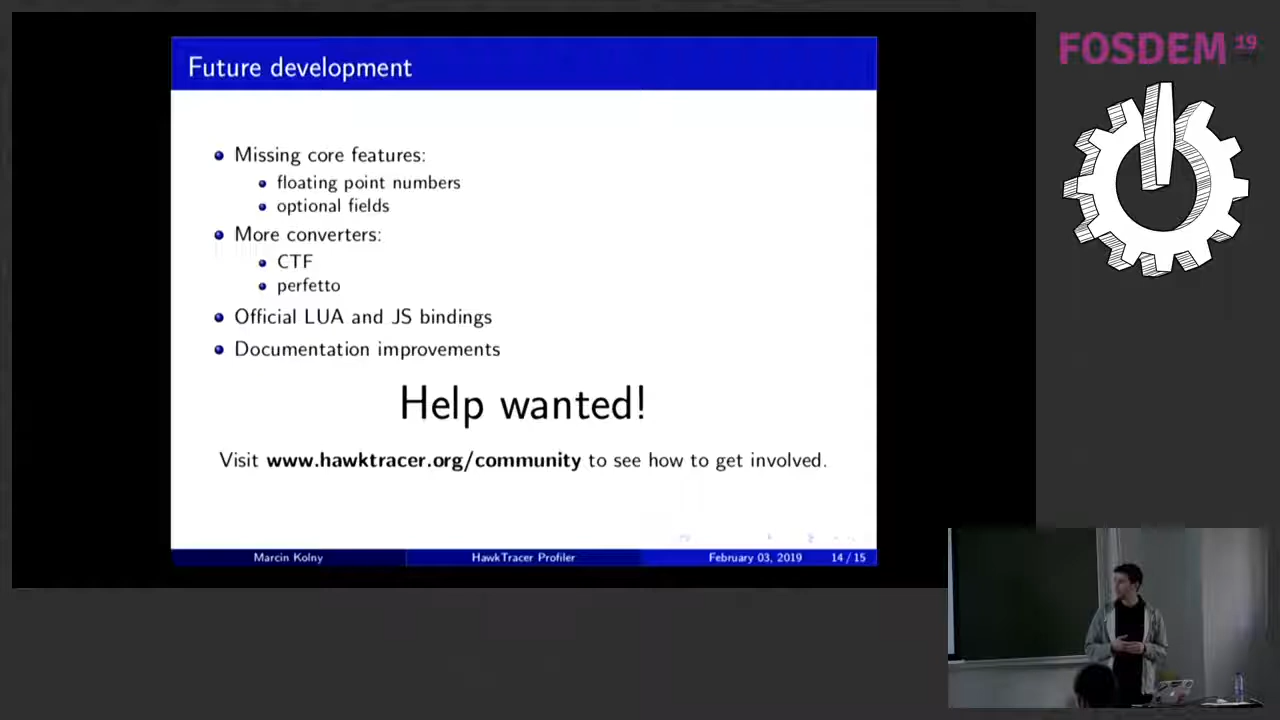 Future development
Missing core features:
floating point numbers
optional fields
More converters:
CTF
perfetto
Official LUA and JS bindings
Documentation improvements
Help wanted!
Visit www.hawktracer.org/community to see how to get involved.
Marcin Kolny
HawkTracer Profiler
February 03, 2019
14 / 15
FOSDEM 19